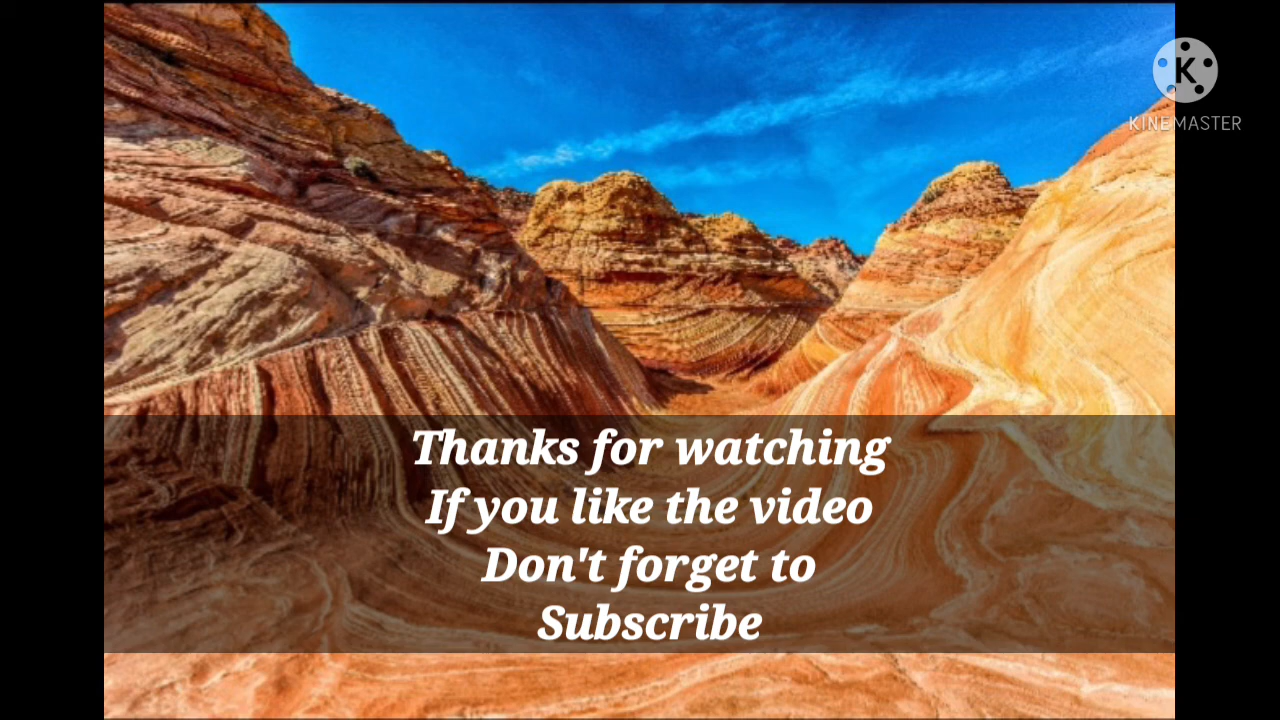 K
KINEMASTER
Thanks for watching
If you like the video
Don't forget to
Subscribe